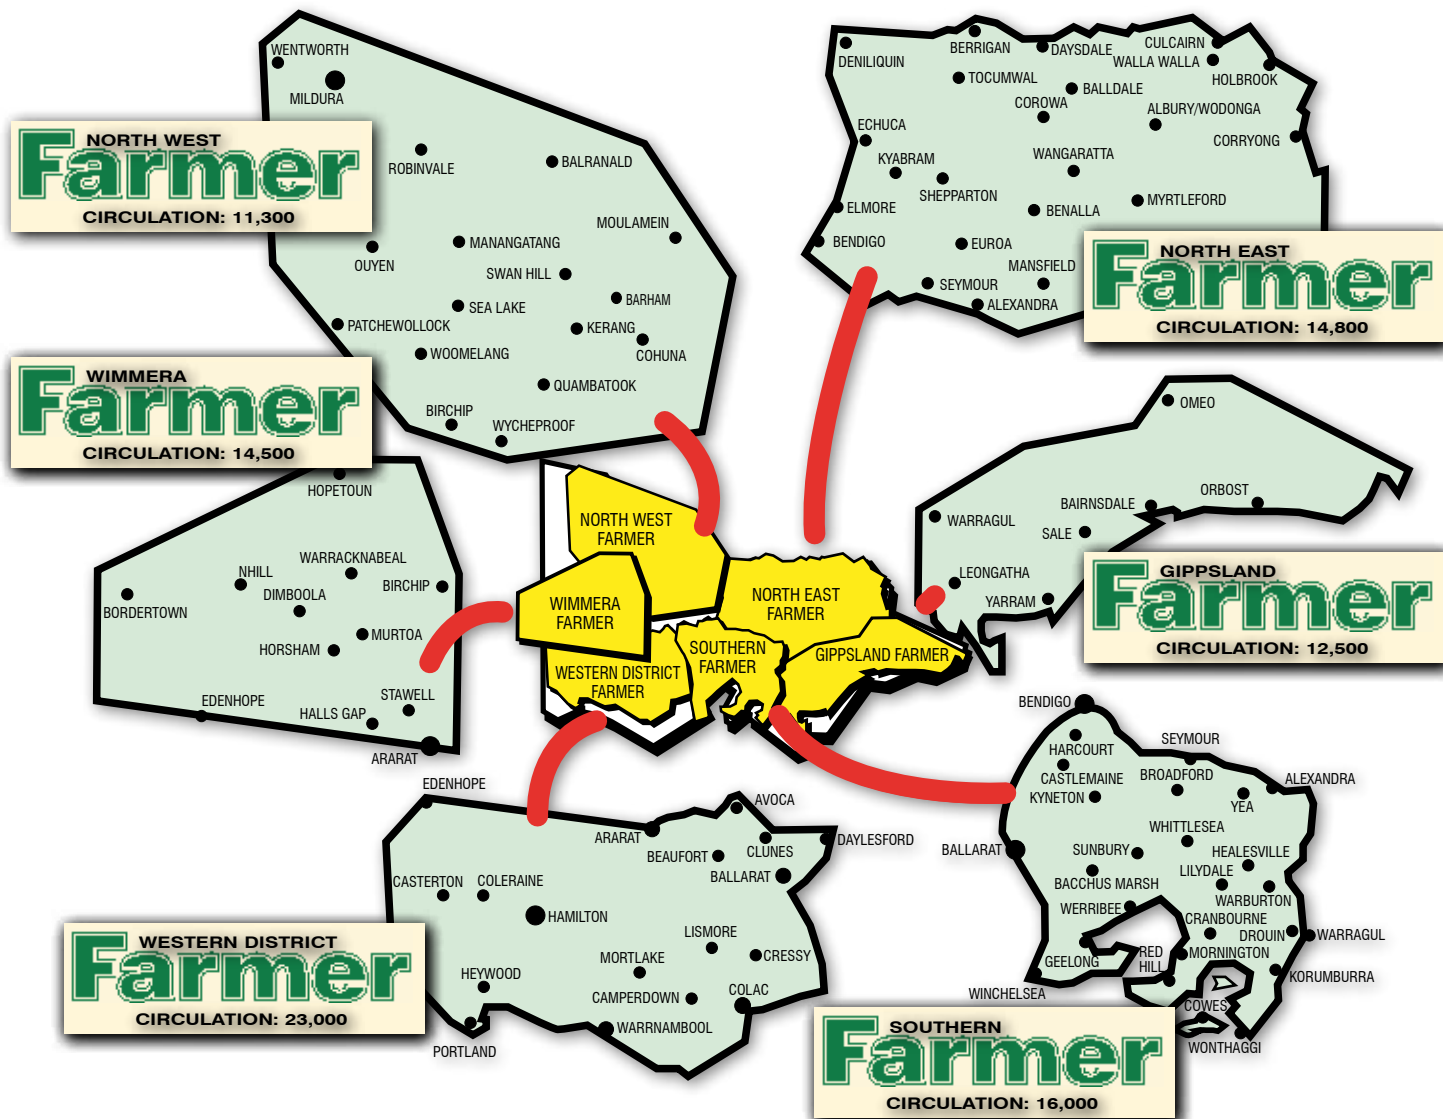 WENTWORTH
MILDURA
NORTH WEST
Farmer
CIRCULATION: 11,300
ROBINVALE
BALRANALD
MOULAMEIN
MANANGATANG
OUYEN
SWAN HILL
BARHAM
SEA LAKE
PATCHEWOLLOCK
KERANG
WOOMELANG
COHUNA
QUAMBATOOK
BIRCHIP
WYCHEPROOF
DENILIQUIN
BERRIGAN
DAYSDALE
CULCAIRN
WALLA WALLA
HOLBROOK
TOCUMWAL
BALLDALE
COROWA
ALBURY/WODONGA
ECHUCA
CORRYONG
KYABRAM
WANGARATTA
SHEPPARTON
MYRTLEFORD
ELMORE
BENALLA
BENDIGO
EUROA
MANSFIELD
SEYMOUR
ALEXANDRA
NORTH EAST
Farmer
CIRCULATION: 14,800
WIMMERA
Farmer
CIRCULATION: 14,500
HOPETOUN
WARRACKNABEAL
NHILL
BIRCHIP
DIMBOOLA
BORDERTOWN
MURTOA
HORSHAM
STAWELL
EDENHOPE
HALLS GAP
ARARAT
NORTH WEST
FARMER
WIMMERA
FARMER
NORTH EAST
FARMER
SOUTHERN
FARMER
GIPPSLAND FARMER
WESTERN DISTRICT
FARMER
OMEO
ORBOST
BAIRNSDALE
WARRAGUL
SALE
LEONGATHA
YARRAM
GIPPSLAND
Farmer
CIRCULATION: 12,500
EDENHOPE
AVOCA
ARARAT
DAYLESFORD
CLUNES
BEAUFORT
BALLARAT
CASTERTON
COLERAINE
HAMILTON
LISMORE
CRESSY
MORTLAKE
HEYWOOD
COLAC
CAMPERDOWN
WARRNAMBOOL
PORTLAND
WESTERN DISTRICT
Farmer
CIRCULATION: 23,000
BENDIGO
HARCOURT
SEYMOUR
CASTLEMAINE
BROADFORD
ALEXANDRA
KYNETON
YEA
WHITTLESEA
BALLARAT
SUNBURY
HEALESVILLE
LILYDALE
BACCHUS MARSH
WARBURTON
WERRIBEE
CRANBOURNE
DROUIN
WARRAGUL
RED
HILL
MORNINGTON
GEELONG
KORUMBURRA
WINCHELSEA
COWES
WONTHAGGI
SOUTHERN
Farmer
CIRCULATION: 16,000